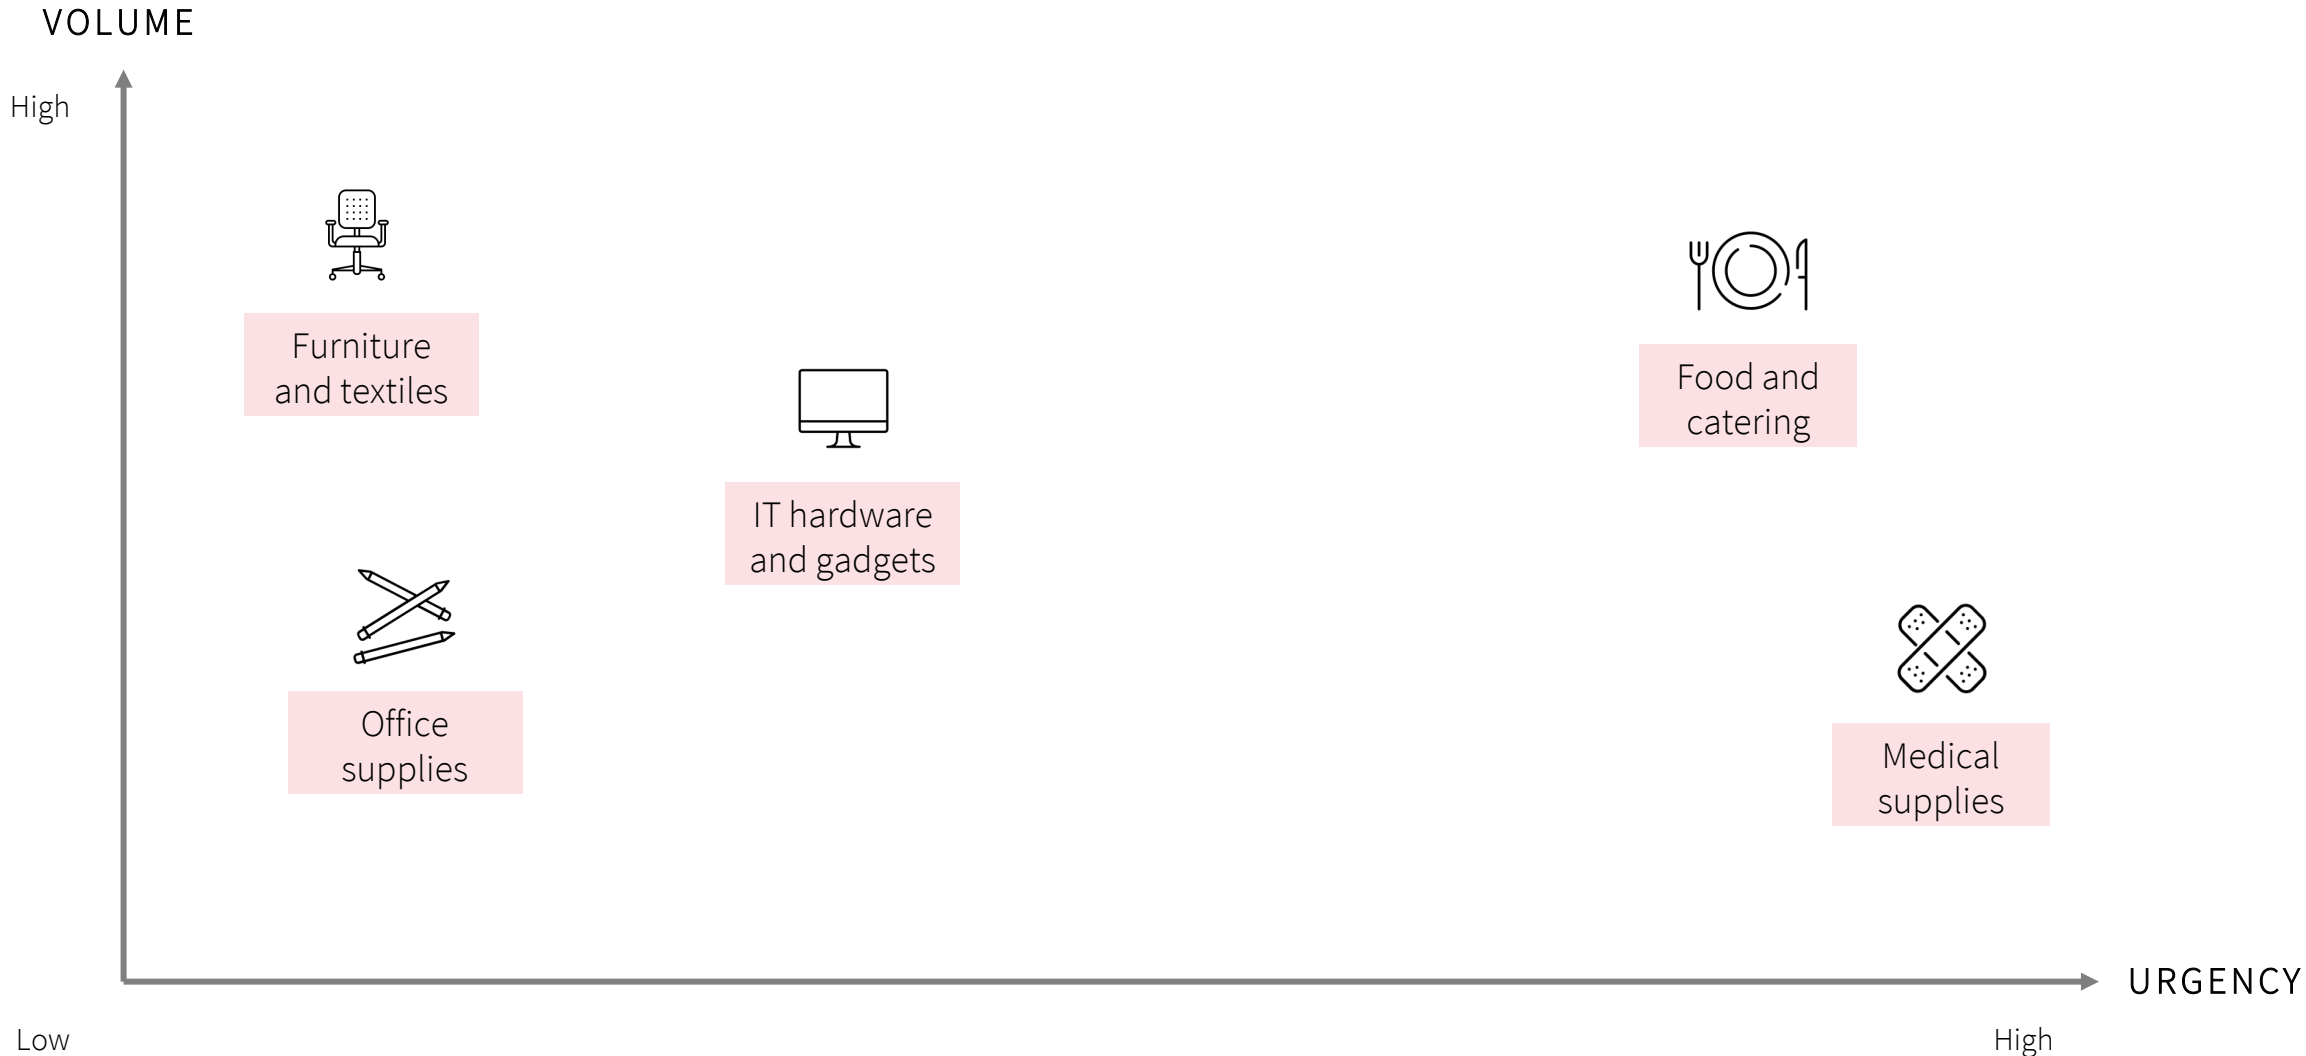 VOLUME
High
Furniture
and textiles
Food and
catering
IT hardware
and gadgets
Office
supplies
Medical
supplies
URGENCY
Low
High